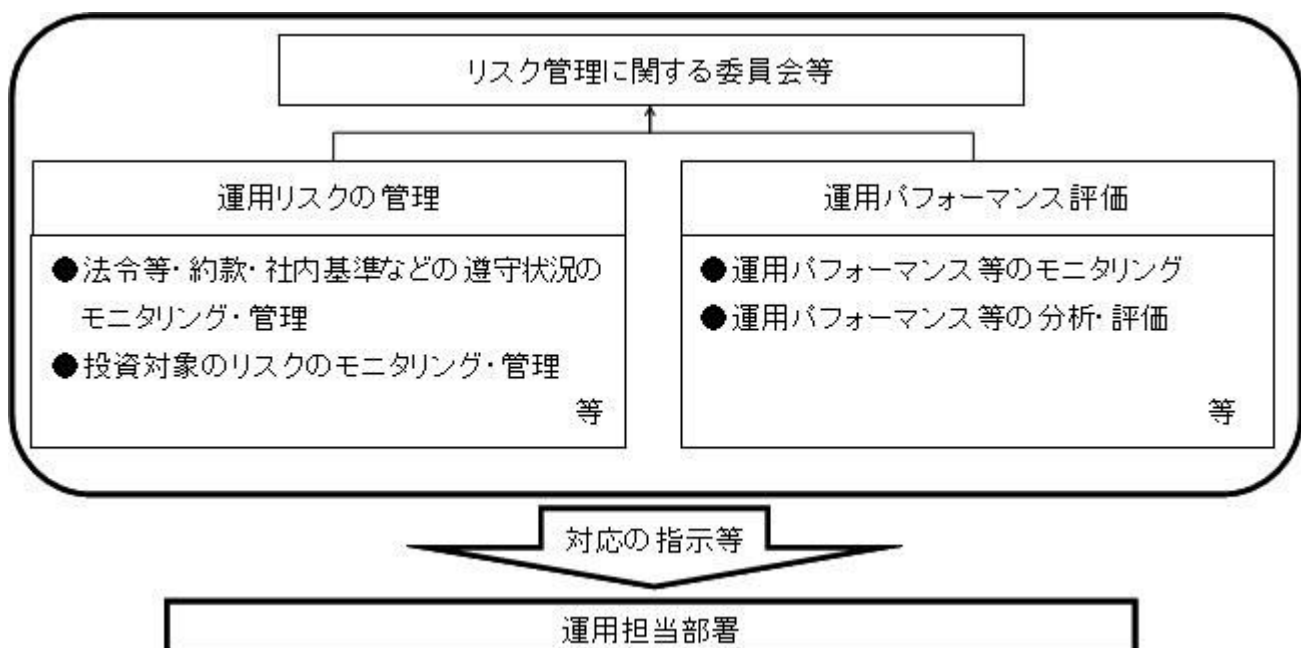 リスク管理に関する委員会等
運用リスクの管理
●法令等・約款・社内基準などの遵守状況の
モニタリング・管理
●投資対象のリスクのモニタリング・管理
等
運用パフォーマンス評価
●運用パフォーマンス等のモニタリング
●運用パフォーマンス等の分析・評価
等
対応の指示等
運用担当部署